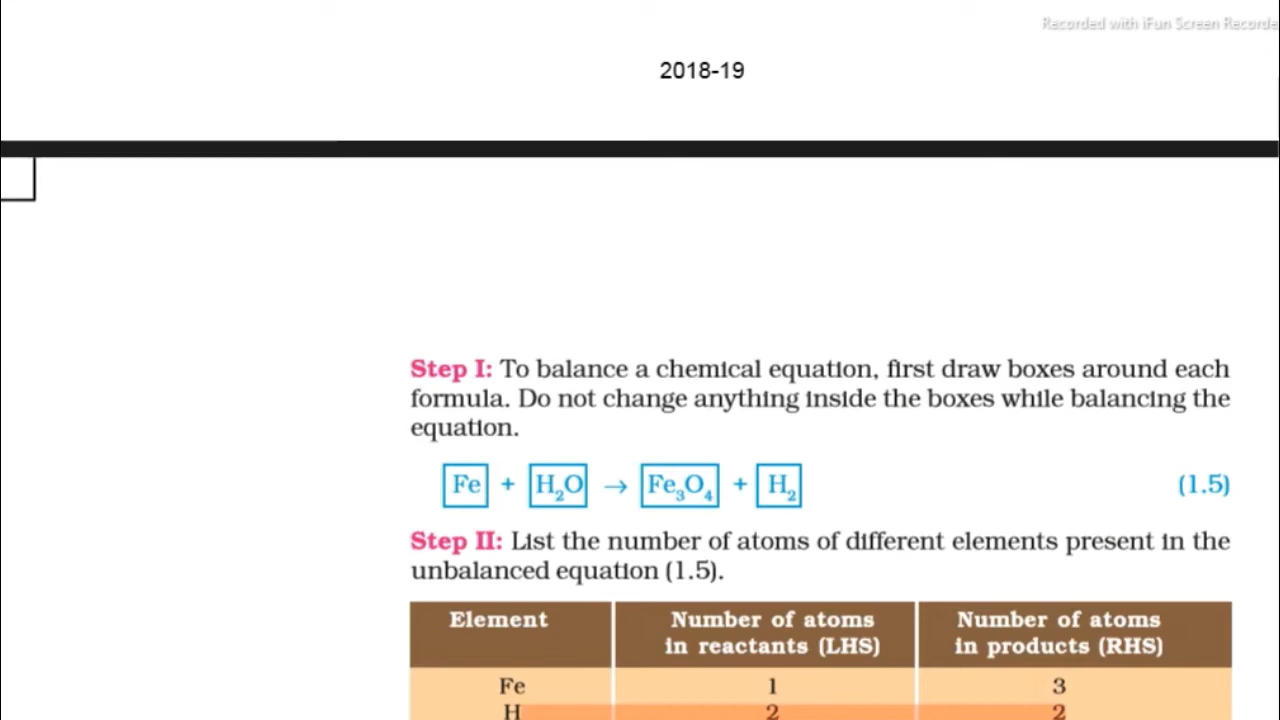 Recorded with iFun Screen Recorde
2018-19
Step I: To balance a chemical equation, first draw boxes around each
formula. Do not change anything inside the boxes while balancing the
equation.
Fe + H₂O → Fe₃O₄ + H₂ (1.5)
Step II: List the number of atoms of different elements present in the
unbalanced equation (1.5).
Element Number of atoms Number of atoms
in reactants (LHS) in products (RHS)
Fe 1 3
H 2 2